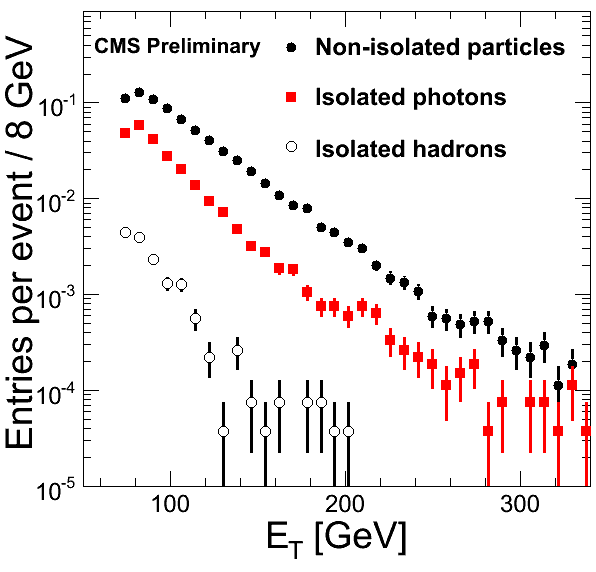 CMS Preliminary
Non-isolated particles
Isolated photons
Isolated hadrons
Entries per event / 8 GeV
10⁻¹
10⁻²
10⁻³
10⁻⁴
10⁻⁵
100 200 300
E_T [GeV]